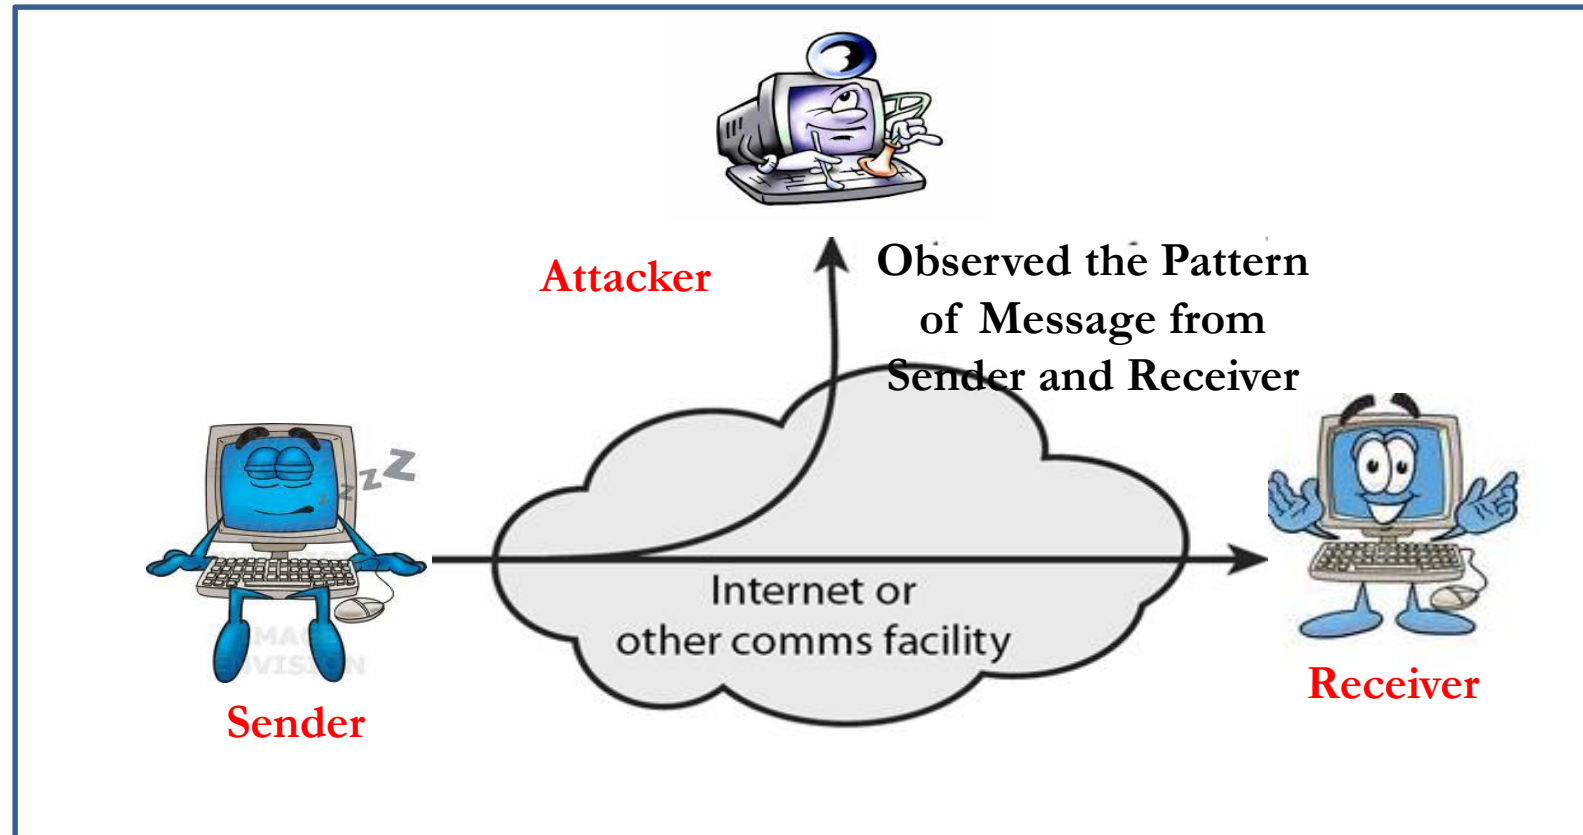 Attacker
Observed the Pattern
of Message from
Sender and Receiver
Internet or
other comms facility
Sender
Receiver